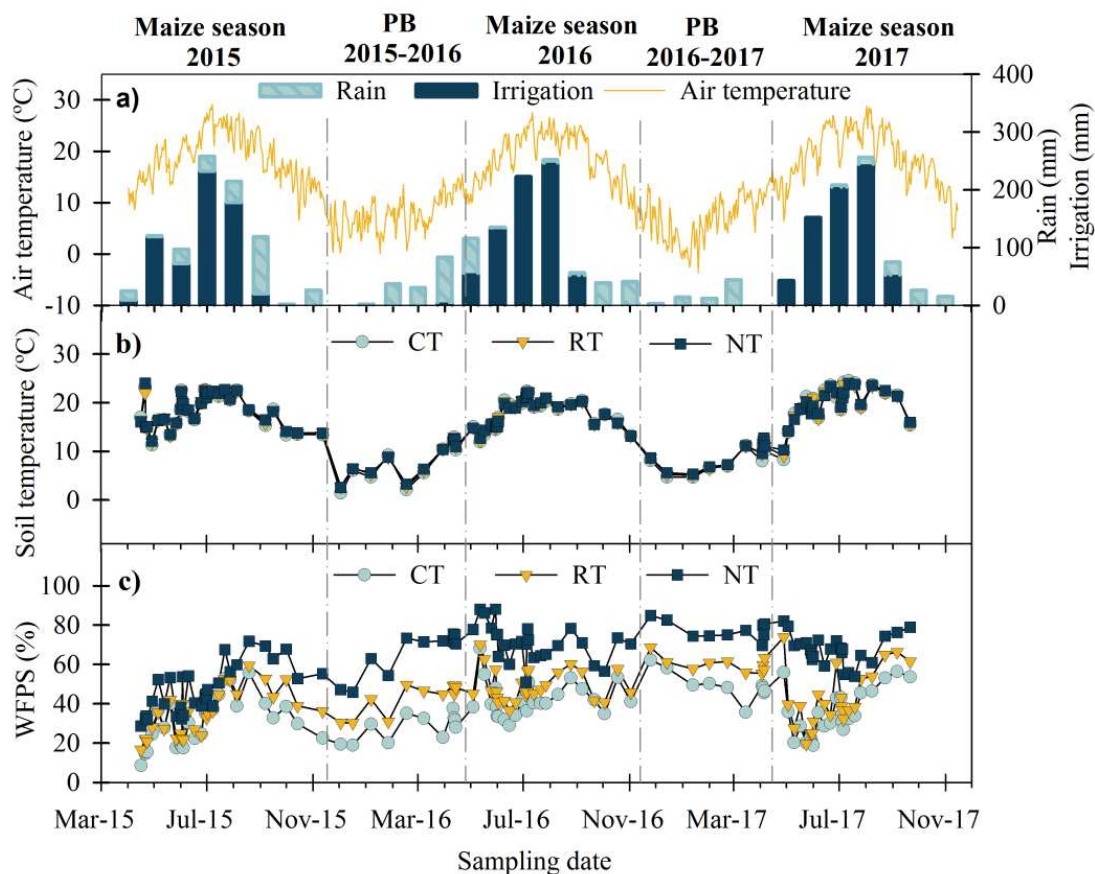 Maize season
2015
PB
2015-2016
Maize season
2016
PB
2016-2017
Maize season
2017
a)
Rain
Irrigation
Air temperature
Air temperature (ºC)
30
20
10
0
-10
400
300
200
100
0
Rain (mm)
Irrigation (mm)
b)
CT
RT
NT
Soil temperature (ºC)
30
20
10
0
c)
CT
RT
NT
WFPS (%)
100
80
60
40
20
0
Mar-15 Jul-15 Nov-15 Mar-16 Jul-16 Nov-16 Mar-17 Jul-17 Nov-17
Sampling date